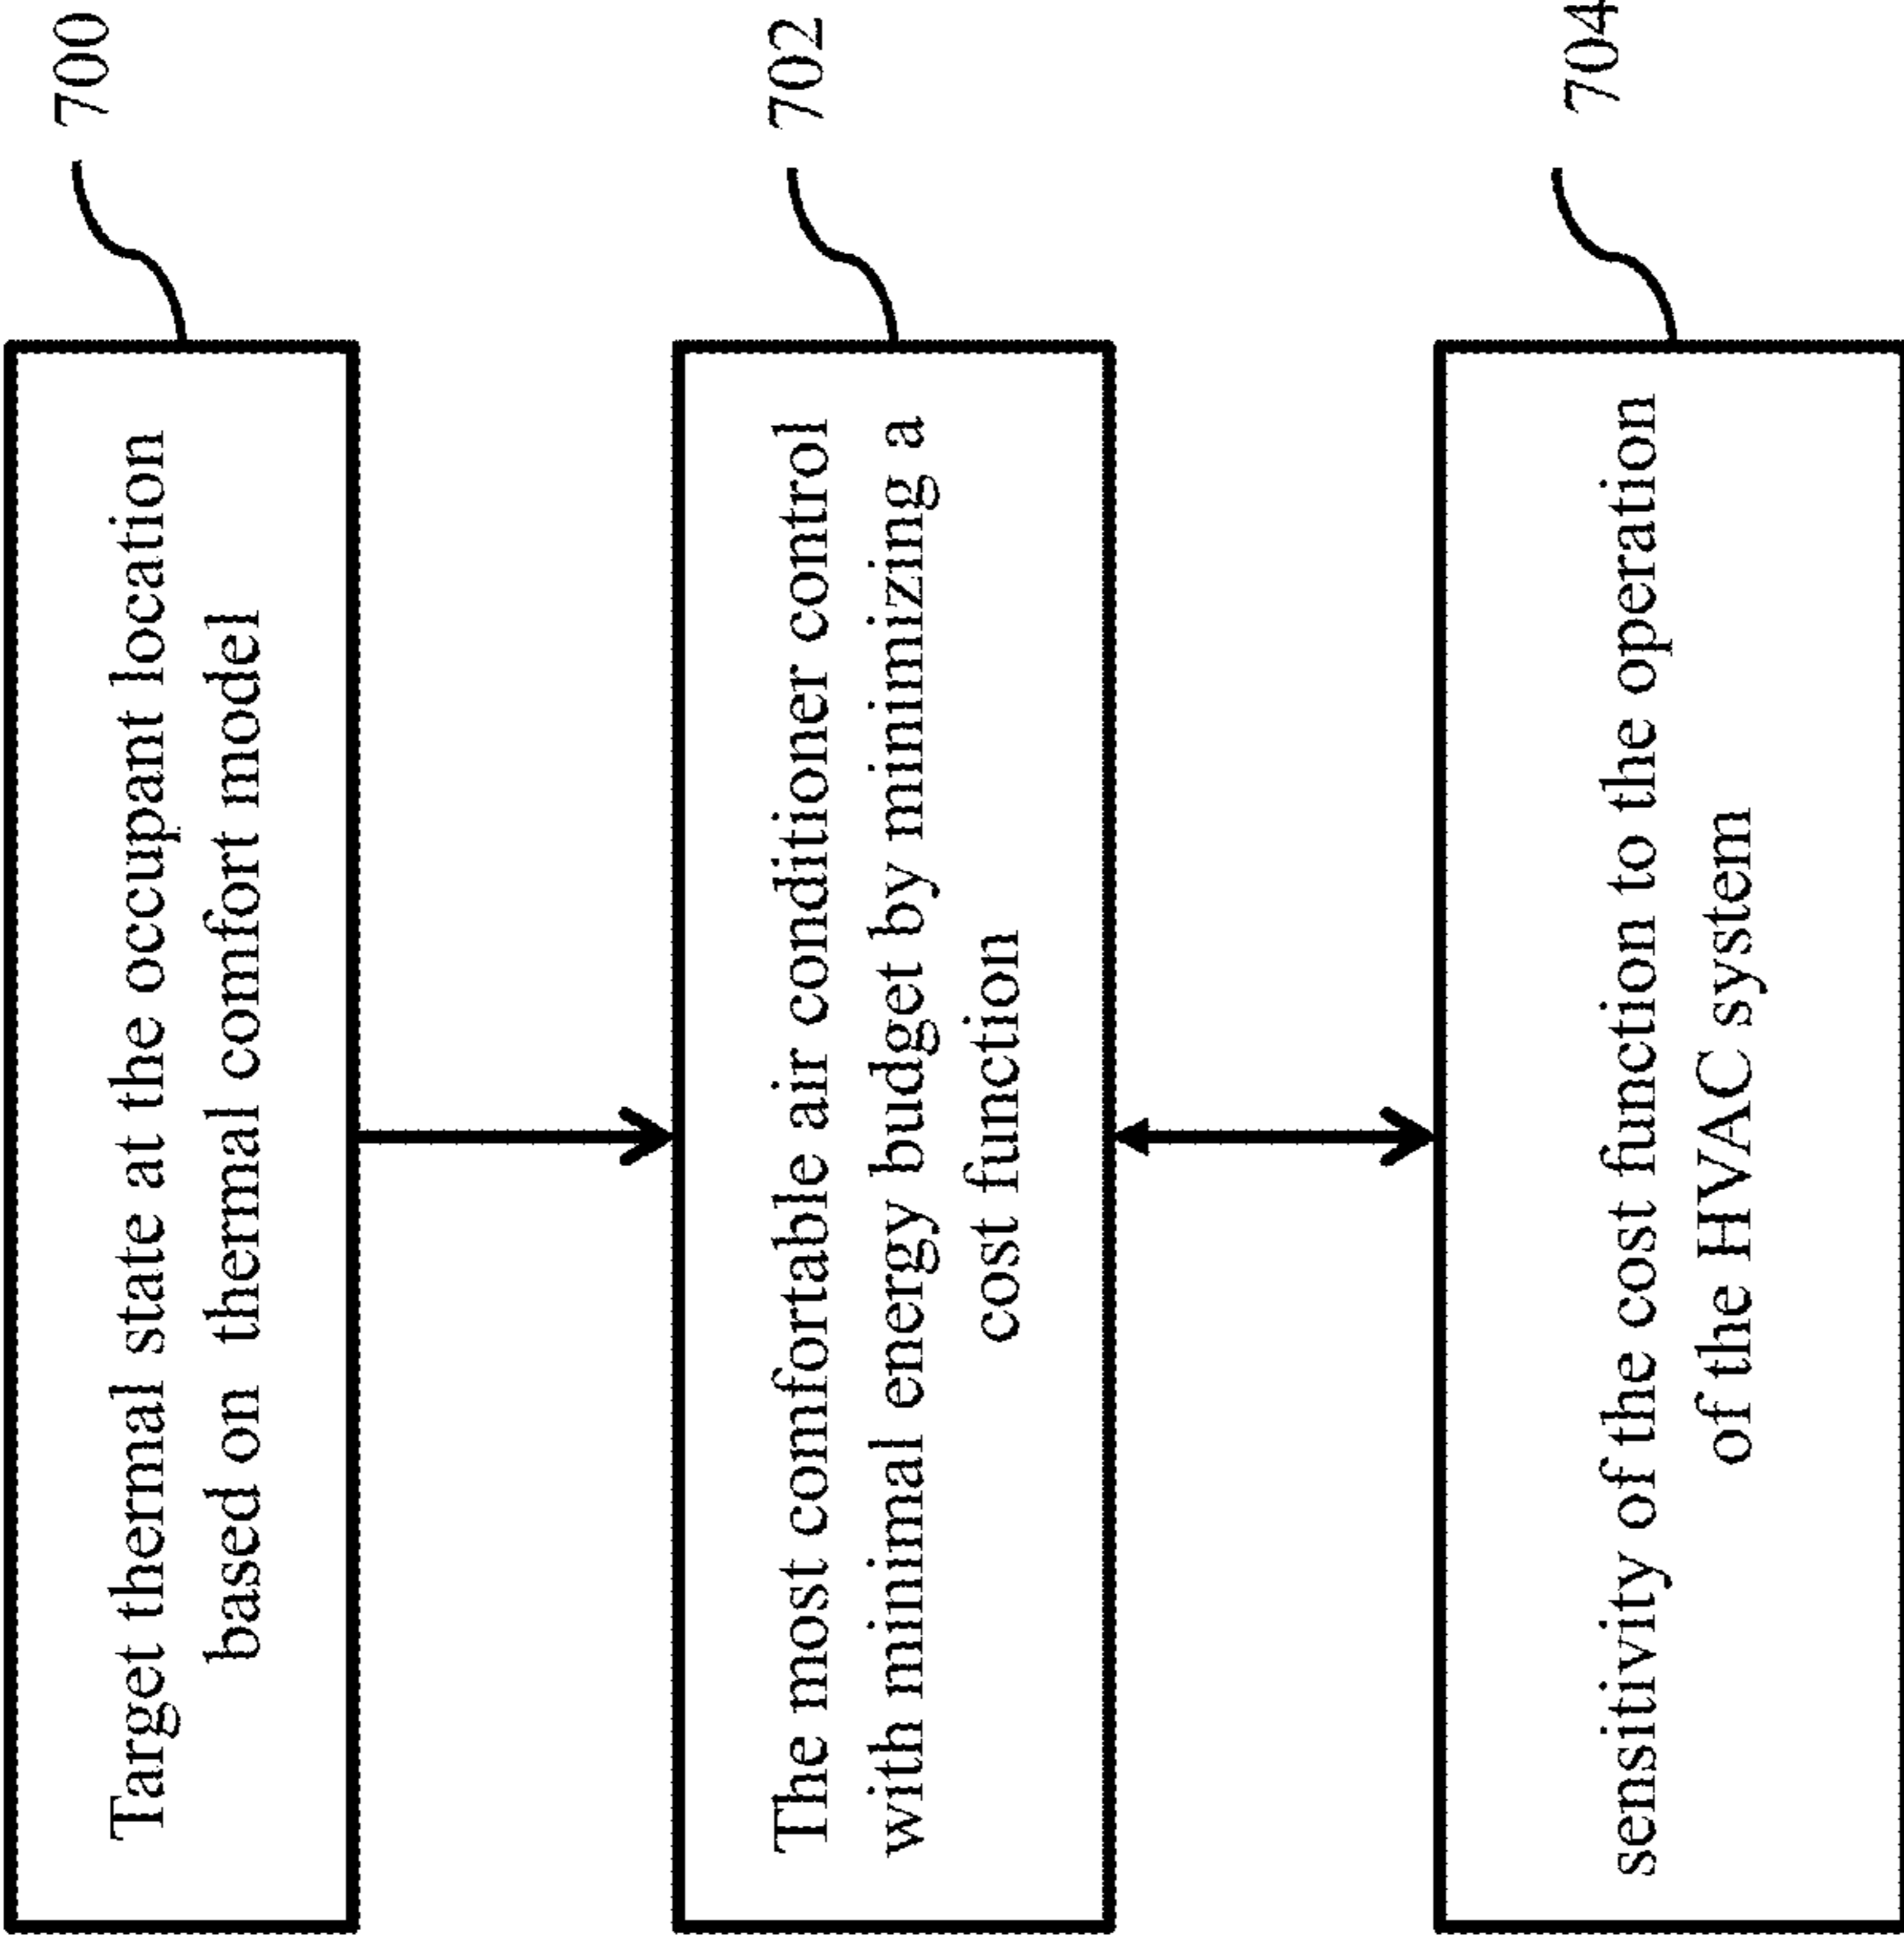 Target thermal state at the occupant location
based on thermal comfort model
700
The most comfortable air conditioner control
with minimal energy budget by minimizing a
cost function
702
sensitivity of the cost function to the operation
of the HVAC system
704